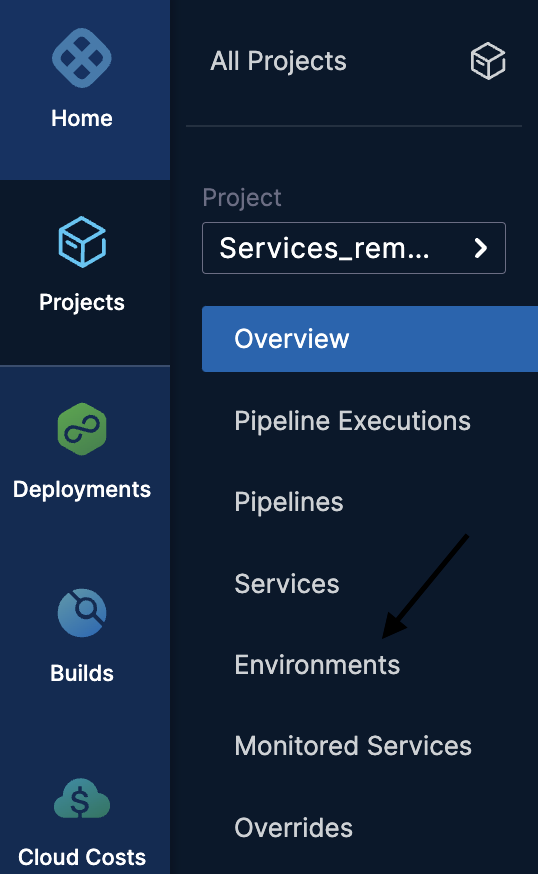 Home
Projects
Deployments
Builds
Cloud Costs
All Projects
Project
Services_rem...
Overview
Pipeline Executions
Pipelines
Services
Environments
Monitored Services
Overrides